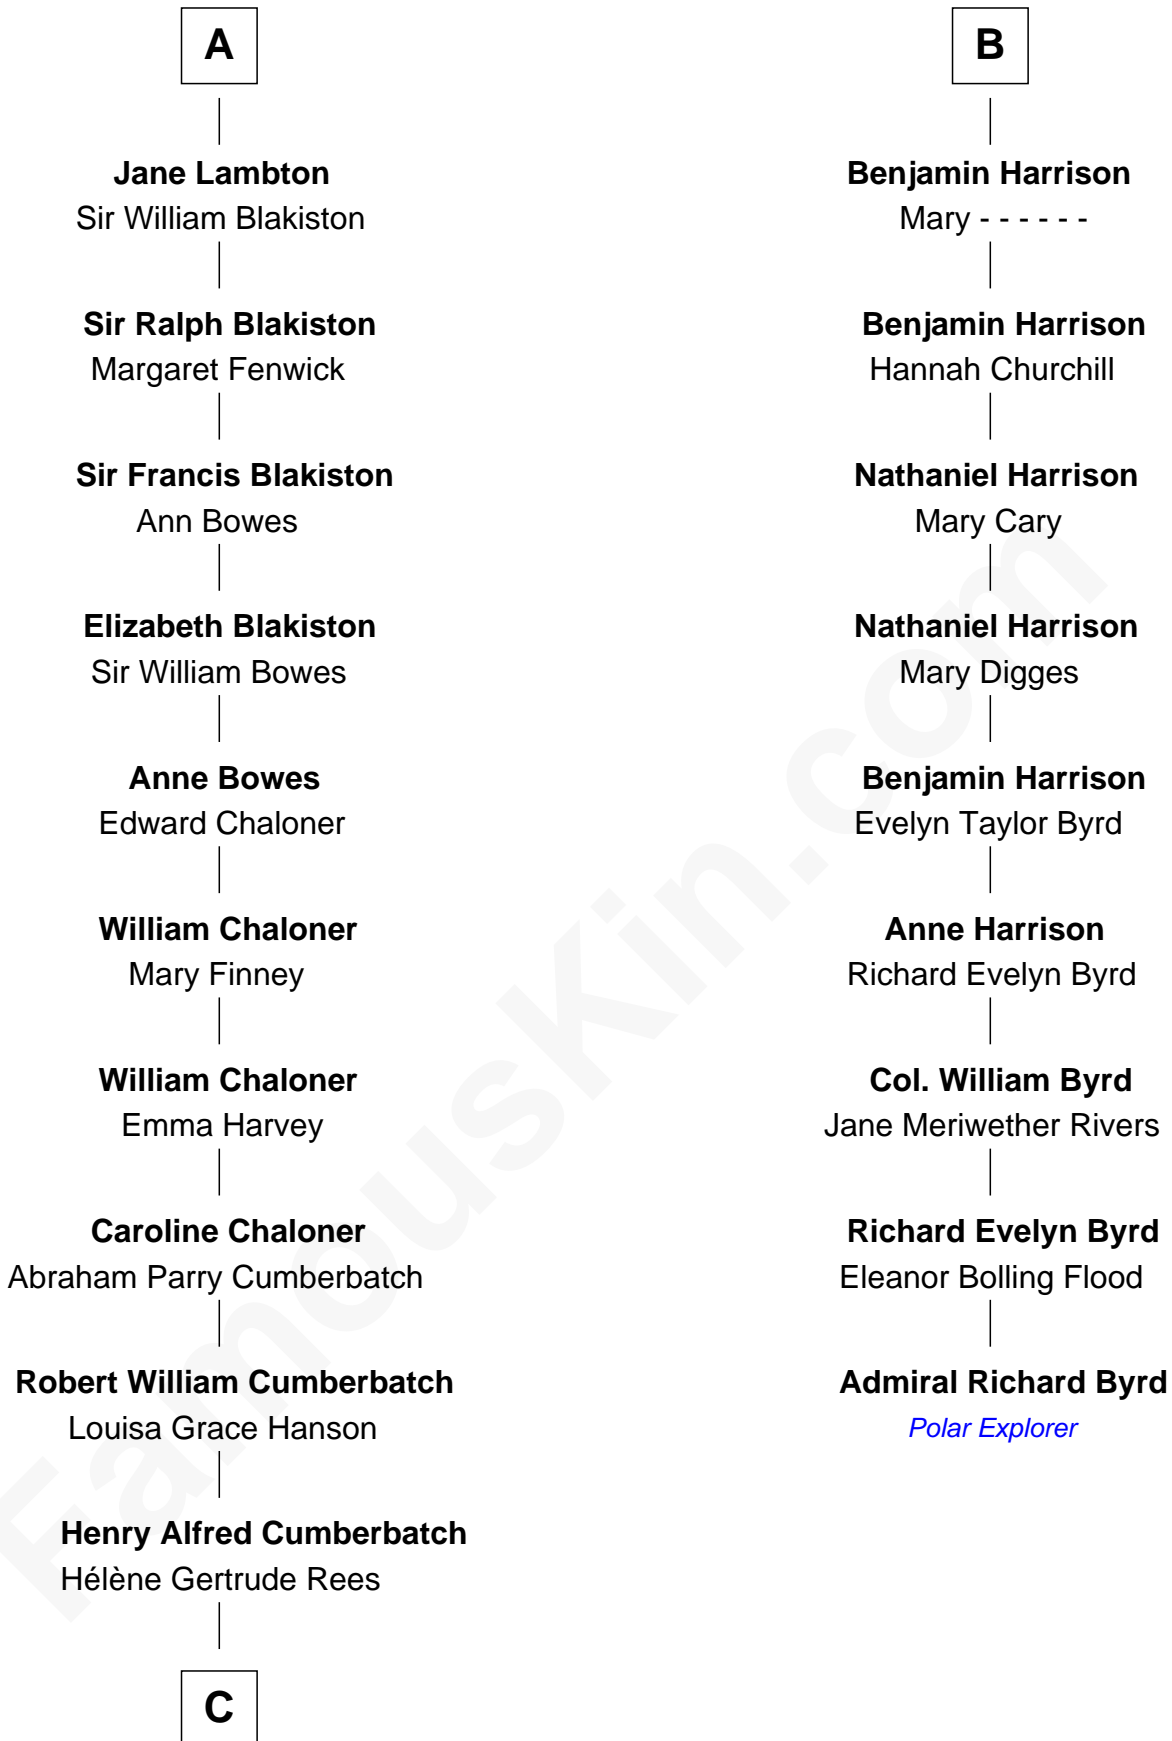 A
Jane Lambton
Sir William Blakiston
Sir Ralph Blakiston
Margaret Fenwick
Sir Francis Blakiston
Ann Bowes
Elizabeth Blakiston
Sir William Bowes
Anne Bowes
Edward Chaloner
William Chaloner
Mary Finney
William Chaloner
Emma Harvey
Caroline Chaloner
Abraham Parry Cumberbatch
Robert William Cumberbatch
Louisa Grace Hanson
Henry Alfred Cumberbatch
Hélène Gertrude Rees
C
B
Benjamin Harrison
Mary - - - - - -
Benjamin Harrison
Hannah Churchill
Nathaniel Harrison
Mary Cary
Nathaniel Harrison
Mary Digges
Benjamin Harrison
Evelyn Taylor Byrd
Anne Harrison
Richard Evelyn Byrd
Col. William Byrd
Jane Meriwether Rivers
Richard Evelyn Byrd
Eleanor Bolling Flood
Admiral Richard Byrd
Polar Explorer
FamousKin.com